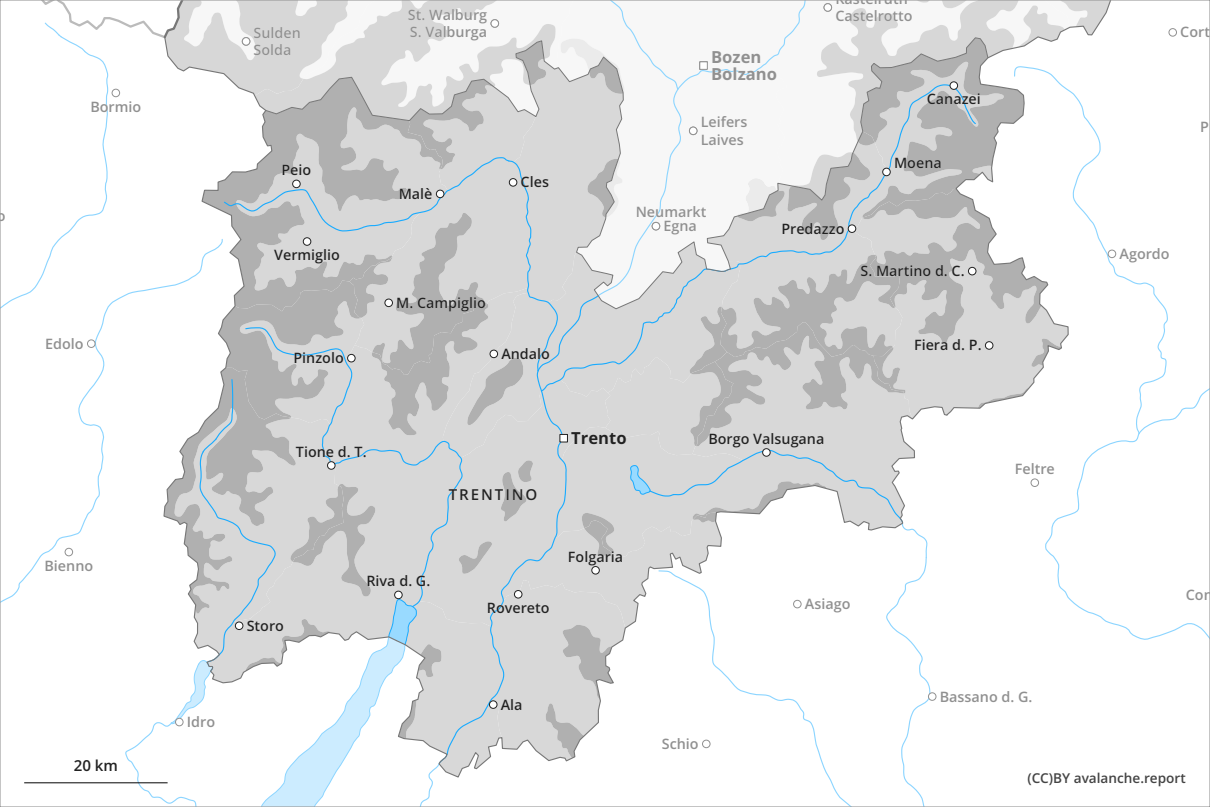 Kastelruth
Castelrotto
St. Walburg
S. Valburga
Sulden
Solda
Cort
Bozen
Bolzano
Bormio
Canazei
Leifers
Laives
P
Moena
Peio
Malè
Cles
Neumarkt
Egna
Predazzo
Vermiglio
Agordo
S. Martino d. C.
M. Campiglio
Edolo
Pinzolo
Andalo
Fiera d. P.
Trento
Borgo Valsugana
Tione d. T.
Feltre
TRENTINO
Bienno
Folgaria
Riva d. G.
Cor
Rovereto
Asiago
Storo
Bassano d. G.
Ala
Idro
Schio
20 km
(CC)BY avalanche.report